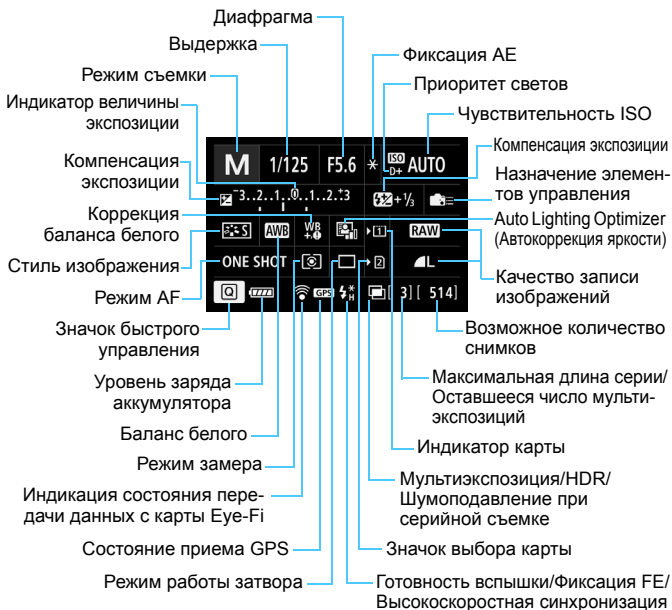 Диафрагма
Выдержка
Фиксация AE
Режим съемки
Приоритет светов
Индикатор величины
экспозиции
Чувствительность ISO
Компенсация экспозиции
M 1/125 F5.6 * ISO D+ AUTO
Компенсация
экспозиции
Назначение элемен-
тов управления
-3..2..1..0..1..2.+3 +1/3
Коррекция
баланса белого
Auto Lighting Optimizer
(Автокоррекция яркости)
S AWB WB 1 RAW
Стиль изображения
ONE SHOT 2 L
Режим AF
Качество записи
изображений
Q GPS H [ 3] [ 514]
Значок быстрого
управления
Возможное количество
снимков
Уровень заряда
аккумулятора
Максимальная длина серии/
Оставшееся число мульти-
экспозиций
Баланс белого
Индикатор карты
Режим замера
Мультиэкспозиция/HDR/
Шумоподавление при
серийной съемке
Индикация состояния пере-
дачи данных с карты Eye-Fi
Состояние приема GPS
Значок выбора карты
Режим работы затвора
Готовность вспышки/Фиксация FE/
Высокоскоростная синхронизация